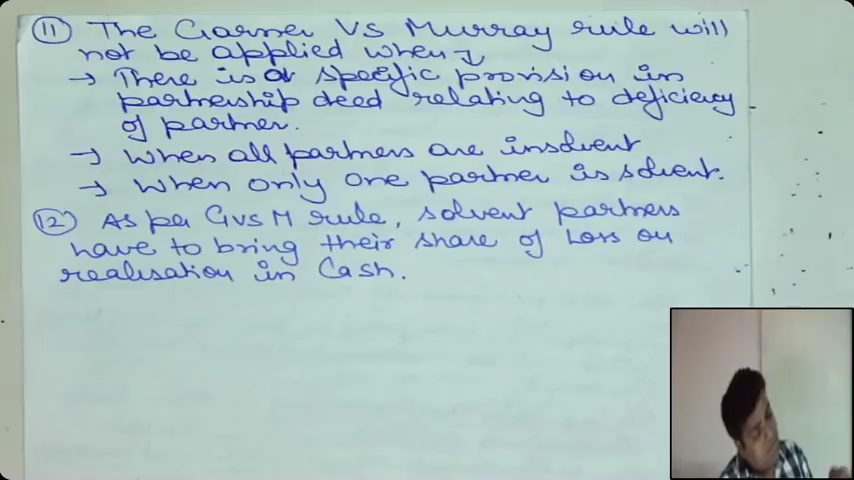 11 The Garner Vs Murray rule will
not be applied when ↓
→ There is a specific provision in
partnership deed relating to deficiency
of partner.
→ When all partners are insolvent
→ When only one partner is solvent.
12 As per GvsM rule, solvent partners
have to bring their share of Loss on
realisation in Cash.